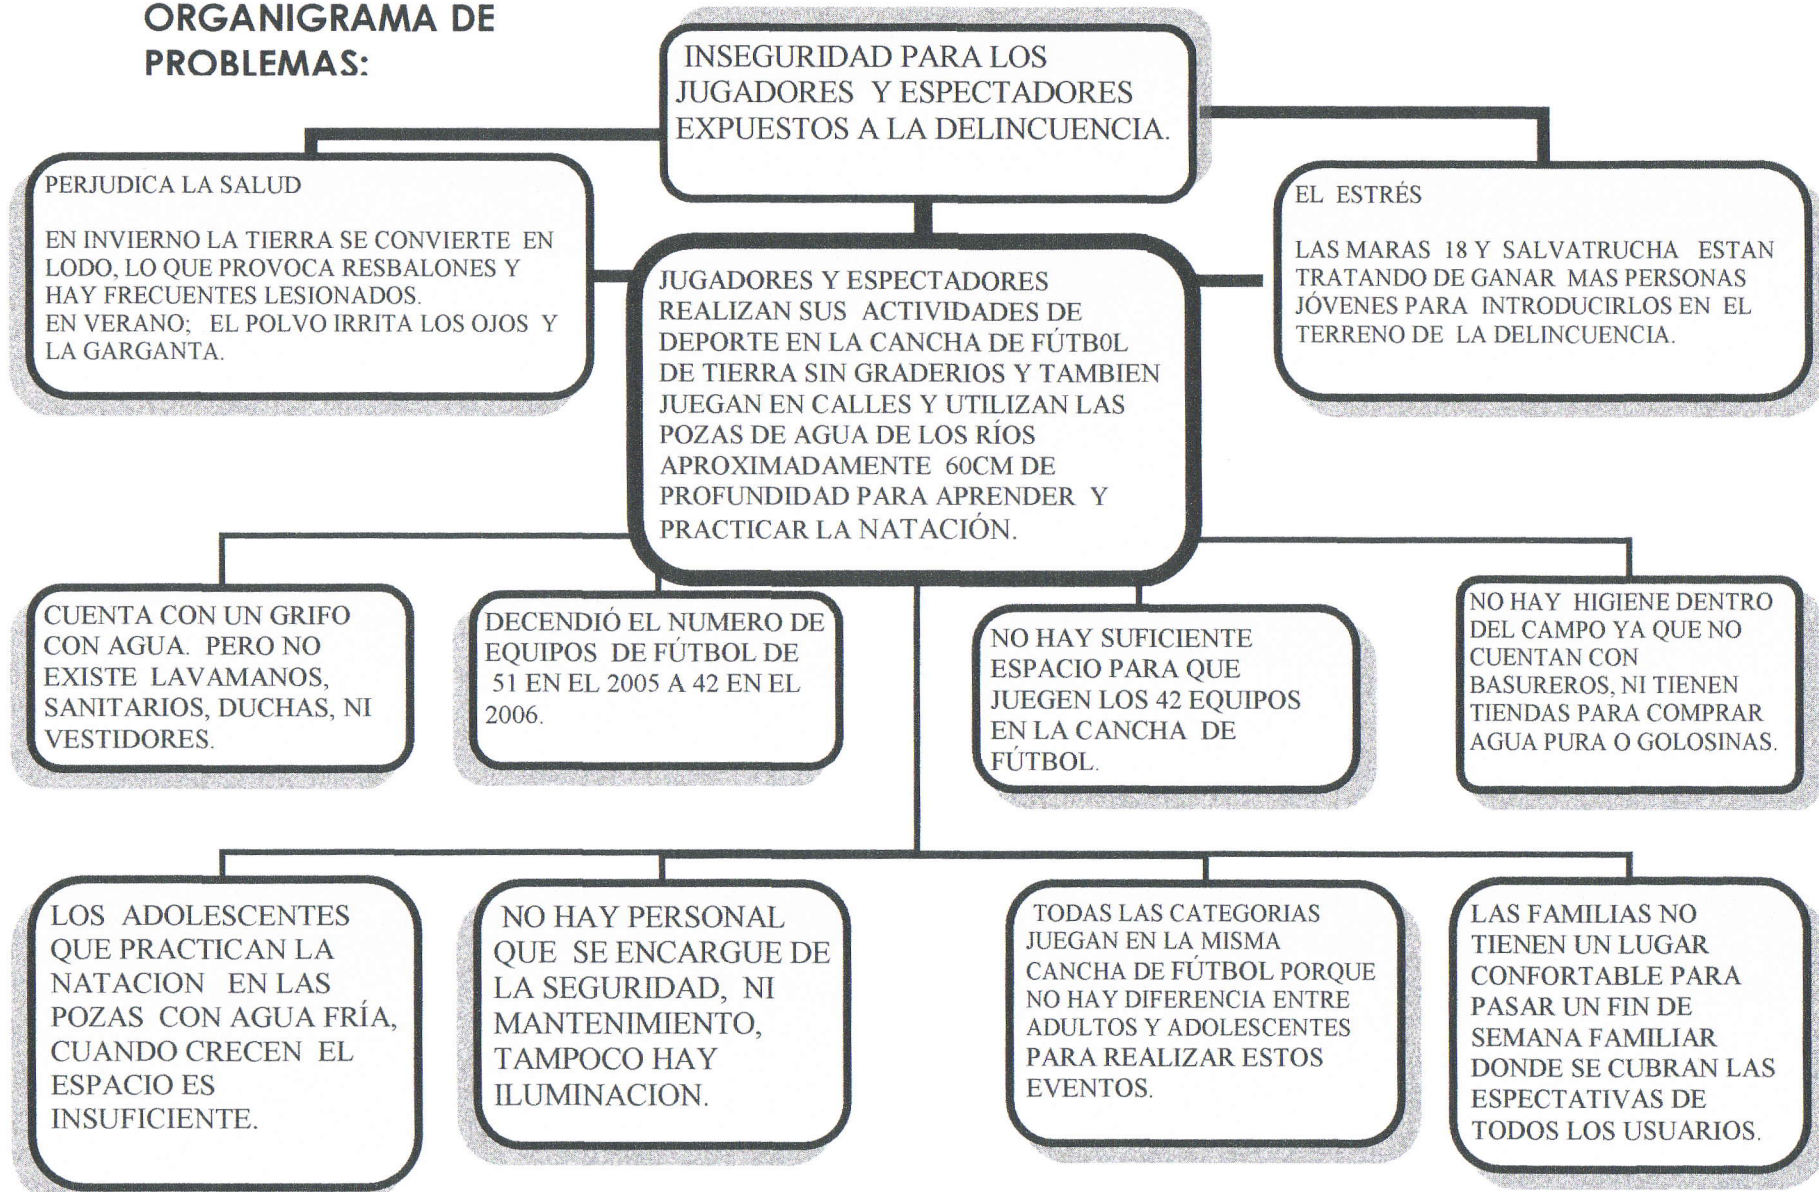 ORGANIGRAMA DE
PROBLEMAS:
INSEGURIDAD PARA LOS
JUGADORES Y ESPECTADORES
EXPUESTOS A LA DELINCUENCIA.
PERJUDICA LA SALUD
EN INVIERNO LA TIERRA SE CONVIERTE EN
LODO, LO QUE PROVOCA RESBALONES Y
HAY FRECUENTES LESIONADOS.
EN VERANO; EL POLVO IRRITA LOS OJOS Y
LA GARGANTA.
EL ESTRÉS
LAS MARAS 18 Y SALVATRUCHA ESTAN
TRATANDO DE GANAR MAS PERSONAS
JÓVENES PARA INTRODUCIRLOS EN EL
TERRENO DE LA DELINCUENCIA.
JUGADORES Y ESPECTADORES
REALIZAN SUS ACTIVIDADES DE
DEPORTE EN LA CANCHA DE FÚTB0L
DE TIERRA SIN GRADERIOS Y TAMBIEN
JUEGAN EN CALLES Y UTILIZAN LAS
POZAS DE AGUA DE LOS RÍOS
APROXIMADAMENTE 60CM DE
PROFUNDIDAD PARA APRENDER Y
PRACTICAR LA NATACIÓN.
CUENTA CON UN GRIFO
CON AGUA. PERO NO
EXISTE LAVAMANOS,
SANITARIOS, DUCHAS, NI
VESTIDORES.
DECENDIÓ EL NUMERO DE
EQUIPOS DE FÚTBOL DE
51 EN EL 2005 A 42 EN EL
2006.
NO HAY SUFICIENTE
ESPACIO PARA QUE
JUEGEN LOS 42 EQUIPOS
EN LA CANCHA DE
FÚTBOL.
NO HAY HIGIENE DENTRO
DEL CAMPO YA QUE NO
CUENTAN CON
BASUREROS, NI TIENEN
TIENDAS PARA COMPRAR
AGUA PURA O GOLOSINAS.
LOS ADOLESCENTES
QUE PRACTICAN LA
NATACION EN LAS
POZAS CON AGUA FRÍA,
CUANDO CRECEN EL
ESPACIO ES
INSUFICIENTE.
NO HAY PERSONAL
QUE SE ENCARGUE DE
LA SEGURIDAD, NI
MANTENIMIENTO,
TAMPOCO HAY
ILUMINACION.
TODAS LAS CATEGORIAS
JUEGAN EN LA MISMA
CANCHA DE FÚTBOL PORQUE
NO HAY DIFERENCIA ENTRE
ADULTOS Y ADOLESCENTES
PARA REALIZAR ESTOS
EVENTOS.
LAS FAMILIAS NO
TIENEN UN LUGAR
CONFORTABLE PARA
PASAR UN FIN DE
SEMANA FAMILIAR
DONDE SE CUBRAN LAS
ESPECTATIVAS DE
TODOS LOS USUARIOS.